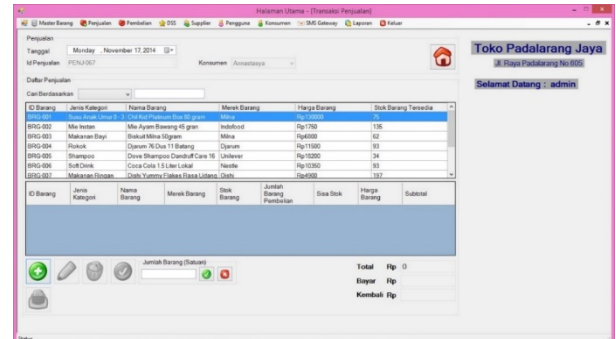 Halaman Utama - [Transaksi Penjualan]
Master Barang Penjualan Pembelian DSS Supplier Pengguna Konsumen SMS Gateway Laporan Keluar
Penjualan
Tanggal Monday , November 17, 2014
Id Penjualan PENJ-067 Konsumen Annastasya
Toko Padalarang Jaya
Jl. Raya Padalarang No.605
Selamat Datang : admin
Daftar Penjualan
Cari Berdasarkan
ID Barang Jenis Kategori Nama Barang Merek Barang Harga Barang Stok Barang Tersedia
BRG-001 Susu Anak Umur 0 - 3 Chil Kid Platinum Box 80 gram Milna Rp130000 75
BRG-002 Mie Instan Mie Ayam Bawang 45 gran Indofood Rp1750 135
BRG-003 Makanan Bayi Biskuit Milna 50gram Milna Rp6000 62
BRG-004 Rokok Djarum 76 Dus 11 Batang Djarum Rp11500 93
BRG-005 Shampoo Dove Shampoo Dandruff Care 16 Unilever Rp10200 34
BRG-006 Soft Drink Coca Cola 1.5 Liter Lokal Nestle Rp10350 93
BRG-007 Makanan Ringan Oishi Yummy Flakes Rasa Udang Oishi Rp4900 197
ID Barang Jenis Kategori Nama Barang Merek Barang Stok Barang Jumlah Barang Pembelian Sisa Stok Harga Barang Subtotal
Jumlah Barang (Satuan)
Total Rp 0
Bayar Rp
Kembali Rp
Status